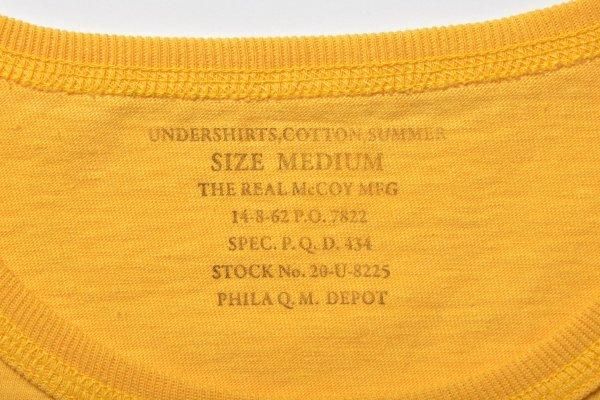 UNDERSHIRTS,COTTON,SUMMER
SIZE MEDIUM
THE REAL McCOY MFG
14-8-62 P.O. 7822
SPEC. P. Q. D. 434
STOCK No. 20-U-8225
PHILA Q. M. DEPOT